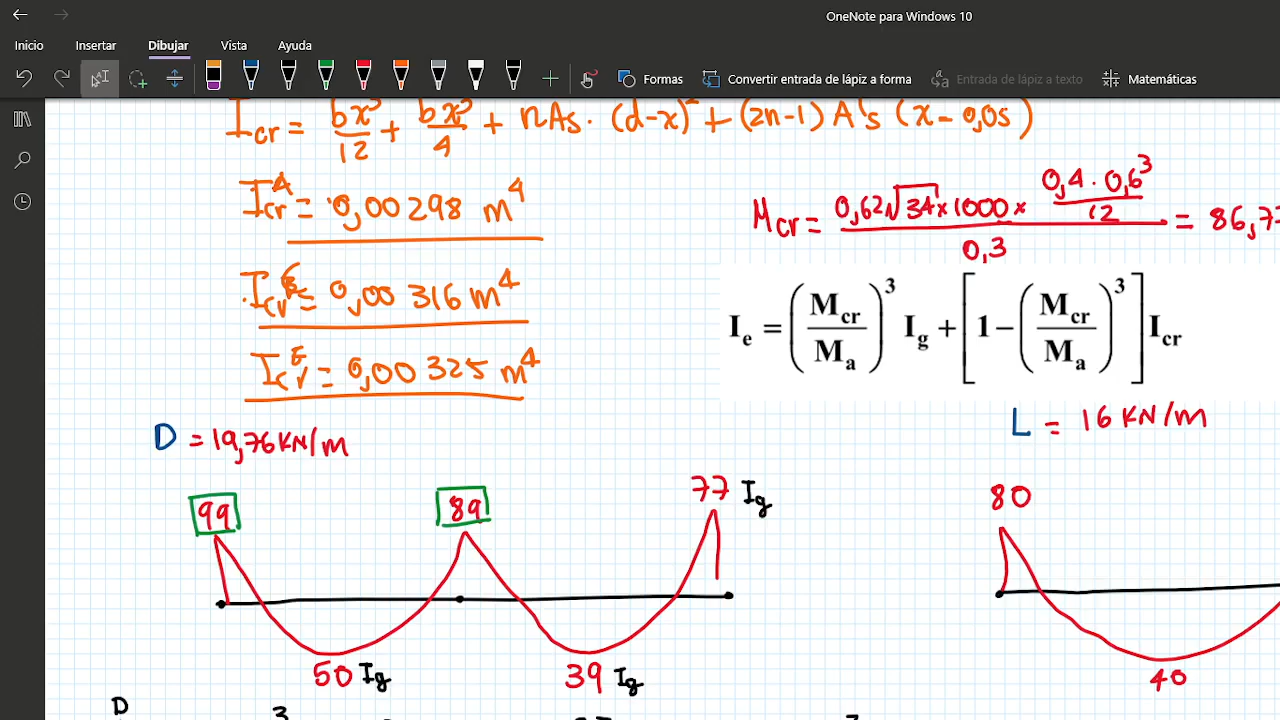 OneNote para Windows 10
Inicio Insertar Dibujar Vista Ayuda
Formas Convertir entrada de lápiz a forma Entrada de lápiz a texto Matemáticas
Icr = bx³/12 + bx³/4 + nAs · (d-x)² + (2n-1) A's (x - 0,05)
Icr^A = 0,00298 m⁴
Mcr = 0,62√34 x 1000 x 0,4 · 0,6³/12 / 0,3 = 86,7
Icr = 0,00316 m⁴
Ie = (Mcr/Ma)³ Ig + [1 - (Mcr/Ma)³] Icr
Icr = 0,00325 m⁴
D = 19,76 KN/m
L = 16 KN/m
99 89 77 Ig 80
50 Ig 39 Ig 40
D